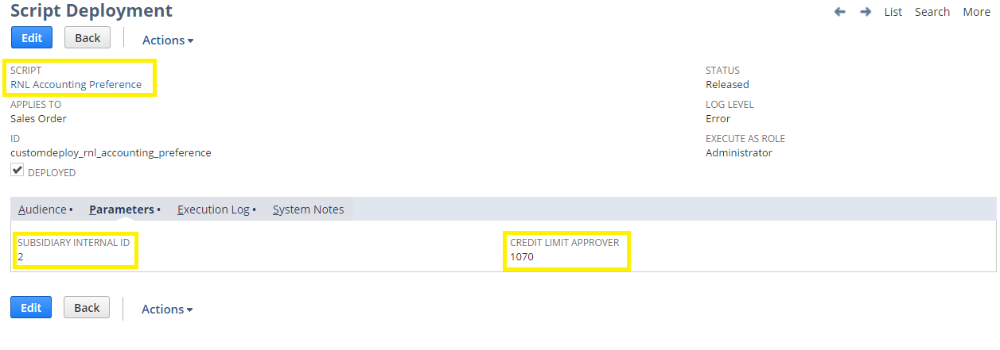 Script Deployment
List Search More
Edit Back Actions
SCRIPT
RNL Accounting Preference
STATUS
Released
APPLIES TO
Sales Order
LOG LEVEL
Error
ID
customdeploy_rnl_accounting_preference
EXECUTE AS ROLE
Administrator
DEPLOYED
Audience • Parameters • Execution Log • System Notes
SUBSIDIARY INTERNAL ID
2
CREDIT LIMIT APPROVER
1070
Edit Back Actions